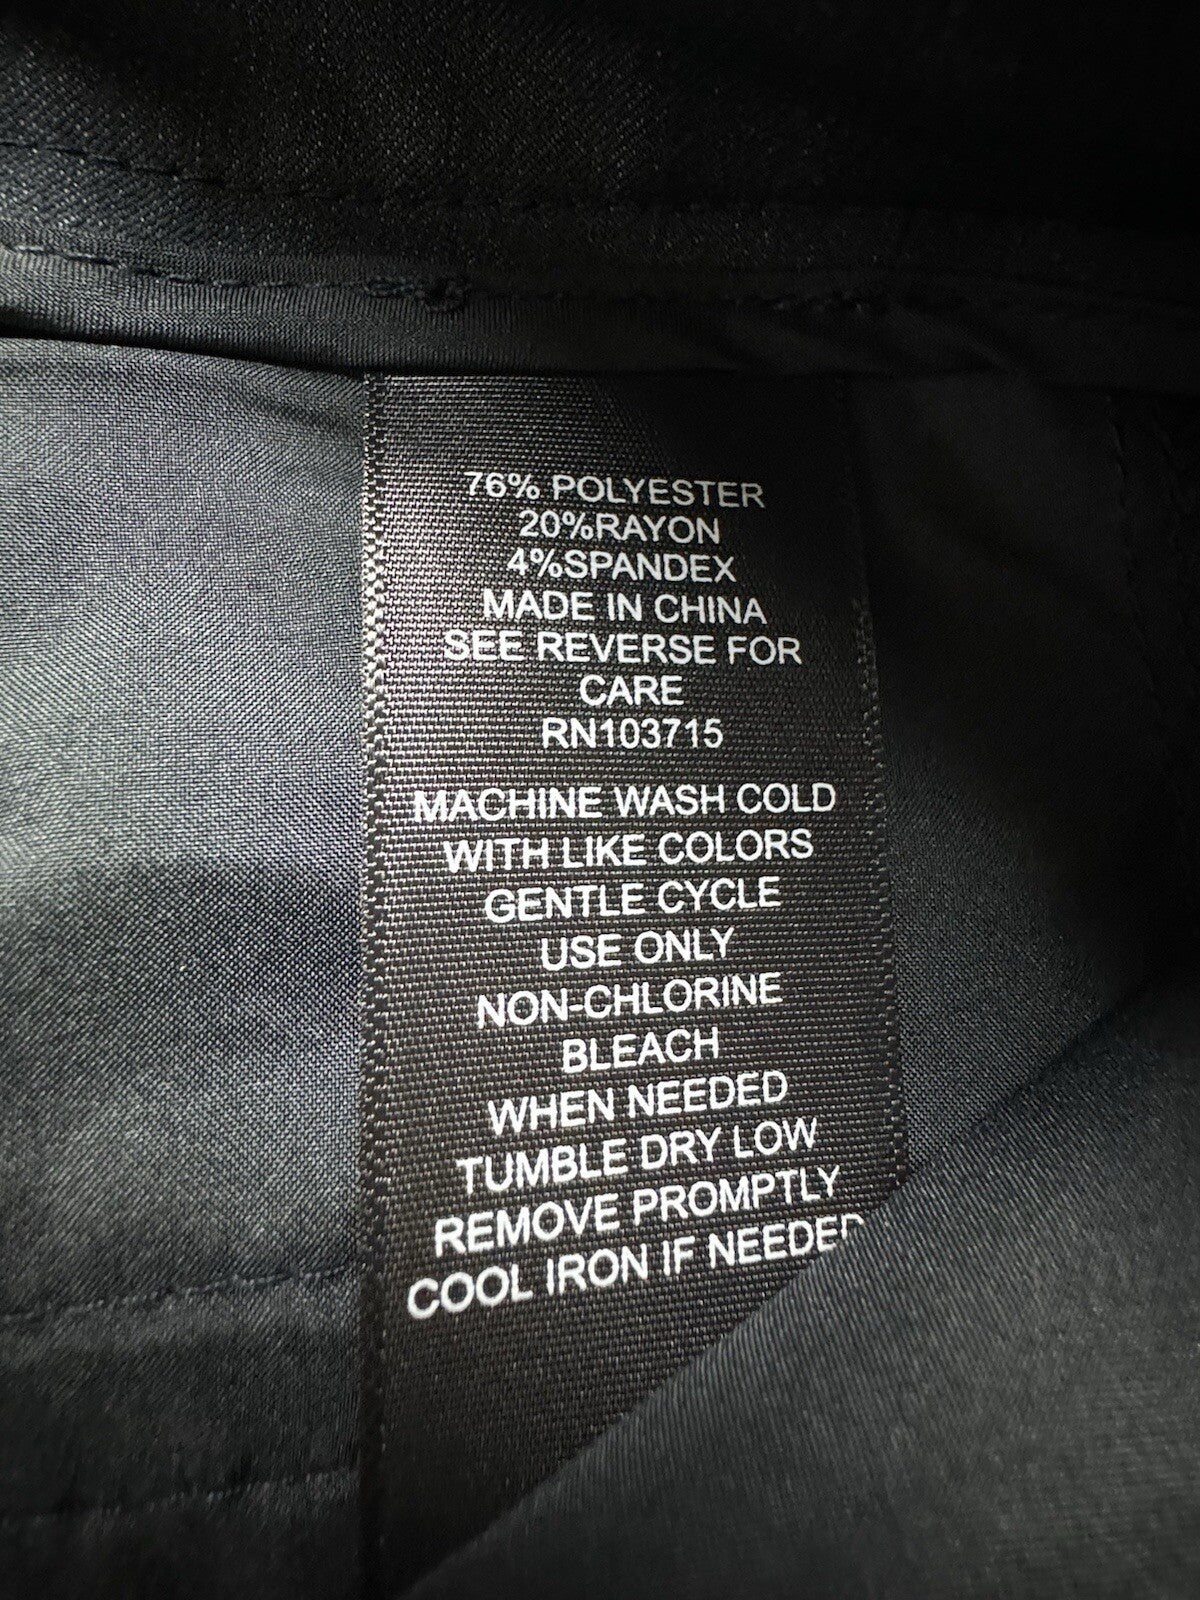 76% POLYESTER
20%RAYON
4%SPANDEX
MADE IN CHINA
SEE REVERSE FOR
CARE
RN103715
MACHINE WASH COLD
WITH LIKE COLORS
GENTLE CYCLE
USE ONLY
NON-CHLORINE
BLEACH
WHEN NEEDED
TUMBLE DRY LOW
REMOVE PROMPTLY
COOL IRON IF NEEDED